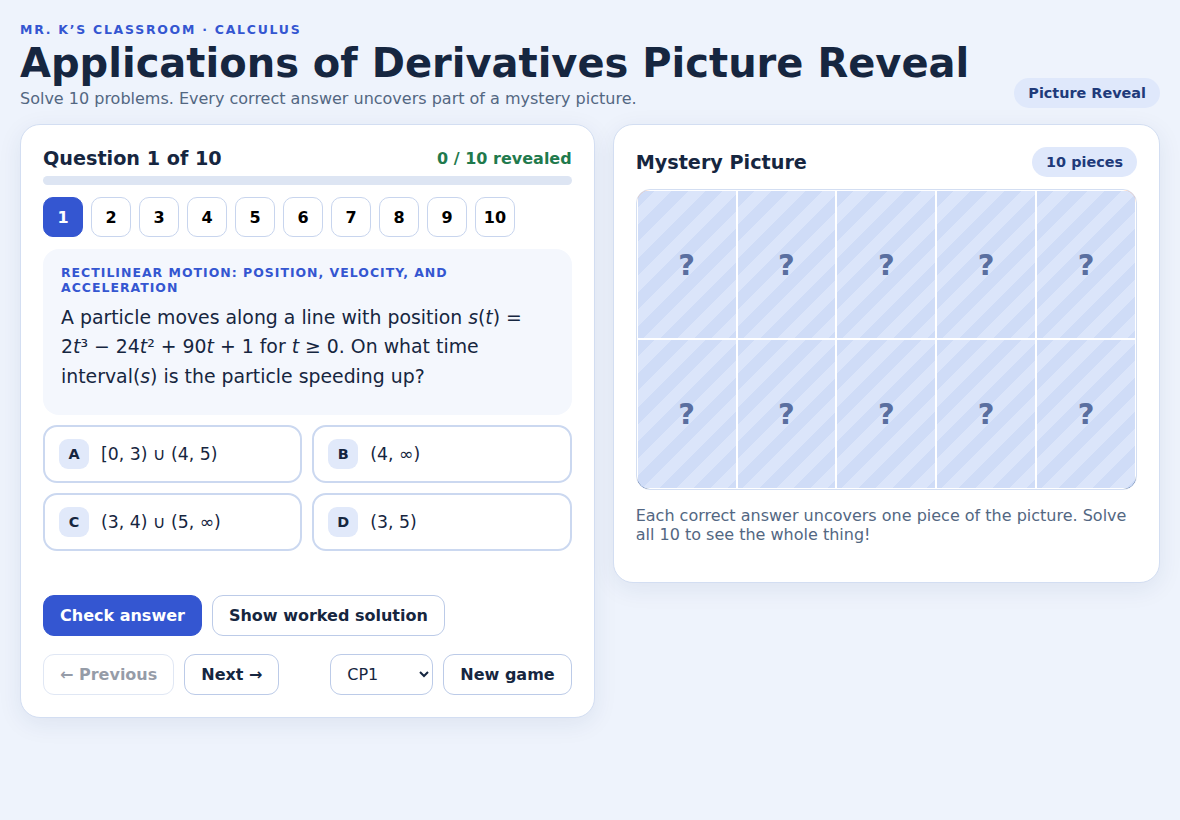 MR. K’S CLASSROOM · CALCULUS
Applications of Derivatives Picture Reveal
Solve 10 problems. Every correct answer uncovers part of a mystery picture.
Picture Reveal
Question 1 of 10
0 / 10 revealed
1 2 3 4 5 6 7 8 9 10
RECTILINEAR MOTION: POSITION, VELOCITY, AND
ACCELERATION
A particle moves along a line with position s(t) =
2t³ − 24t² + 90t + 1 for t ≥ 0. On what time
interval(s) is the particle speeding up?
A [0, 3) ∪ (4, 5)
B (4, ∞)
C (3, 4) ∪ (5, ∞)
D (3, 5)
Check answer
Show worked solution
← Previous
Next →
CP1
New game
Mystery Picture
10 pieces
? ? ? ? ?
? ? ? ? ?
Each correct answer uncovers one piece of the picture. Solve
all 10 to see the whole thing!